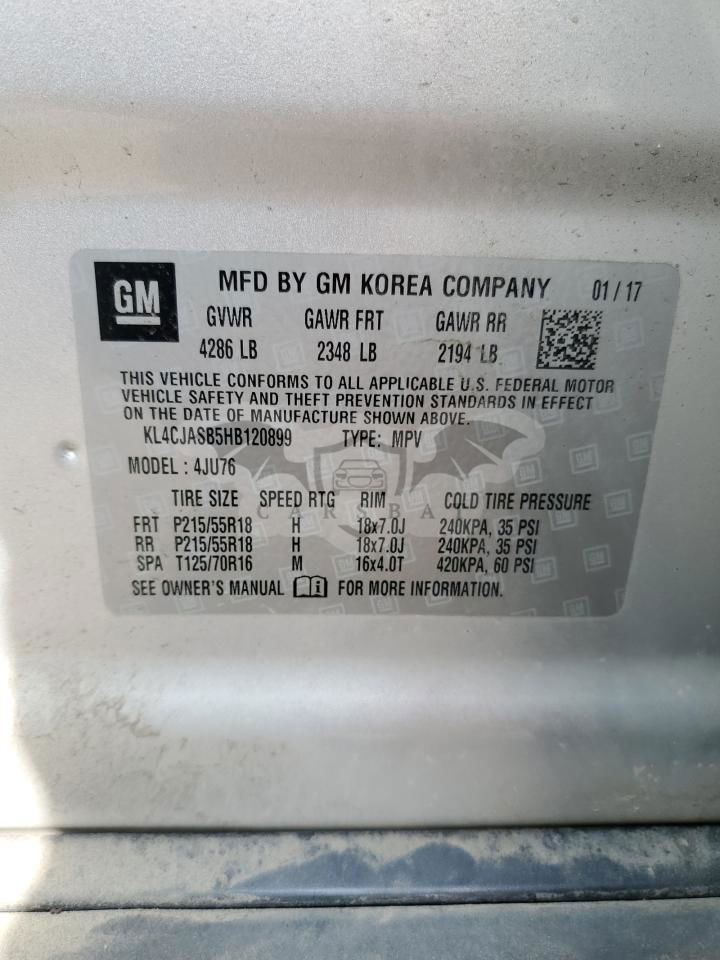 GM MFD BY GM KOREA COMPANY 01/17
GVWR GAWR FRT GAWR RR
4286 LB 2348 LB 2194 LB
THIS VEHICLE CONFORMS TO ALL APPLICABLE U.S. FEDERAL MOTOR
VEHICLE SAFETY AND THEFT PREVENTION STANDARDS IN EFFECT
ON THE DATE OF MANUFACTURE SHOWN ABOVE.
KL4CJASB5HB120899 TYPE: MPV
MODEL : 4JU76
TIRE SIZE SPEED RTG RIM COLD TIRE PRESSURE
CARSBAT
FRT P215/55R18 H 18x7.0J 240KPA, 35 PSI
RR P215/55R18 H 18x7.0J 240KPA, 35 PSI
SPA T125/70R16 M 16x4.0T 420KPA, 60 PSI
SEE OWNER'S MANUAL FOR MORE INFORMATION.